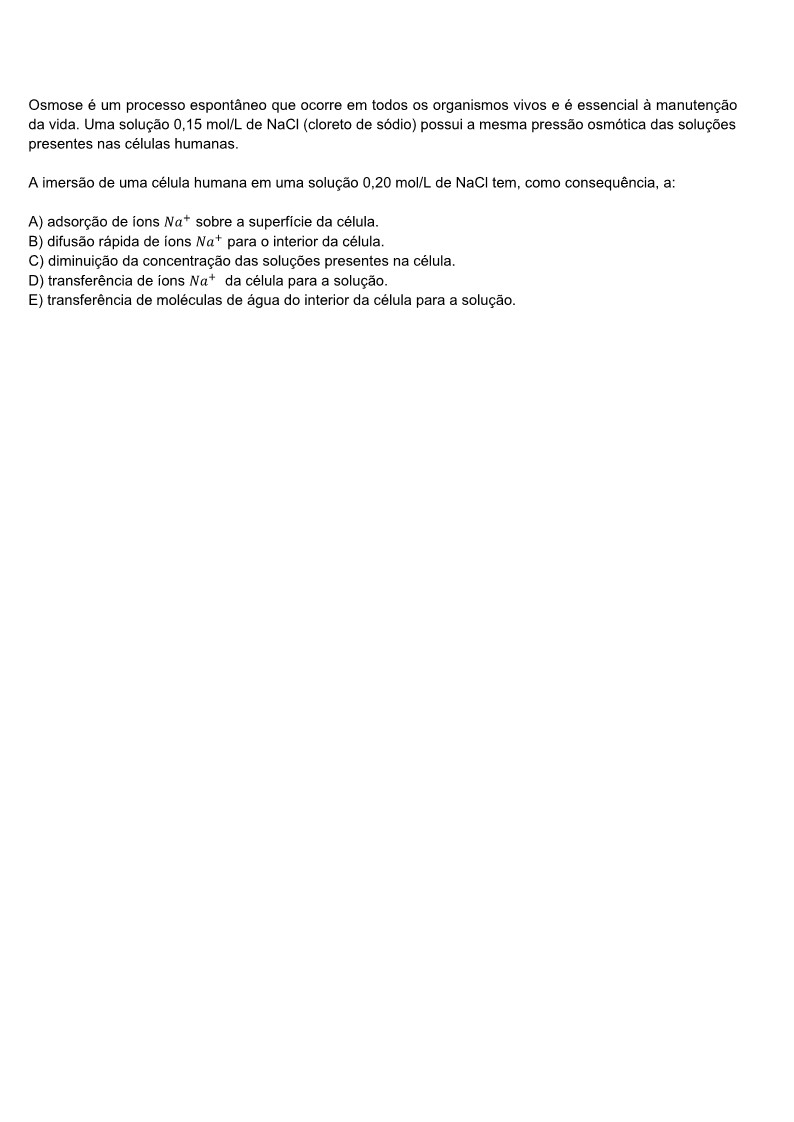 Osmose é um processo espontâneo que ocorre em todos os organismos vivos e é essencial à manutenção
da vida. Uma solução 0,15 mol/L de NaCl (cloreto de sódio) possui a mesma pressão osmótica das soluções
presentes nas células humanas.
A imersão de uma célula humana em uma solução 0,20 mol/L de NaCl tem, como consequência, a:
A) adsorção de íons Na⁺ sobre a superfície da célula.
B) difusão rápida de íons Na⁺ para o interior da célula.
C) diminuição da concentração das soluções presentes na célula.
D) transferência de íons Na⁺ da célula para a solução.
E) transferência de moléculas de água do interior da célula para a solução.